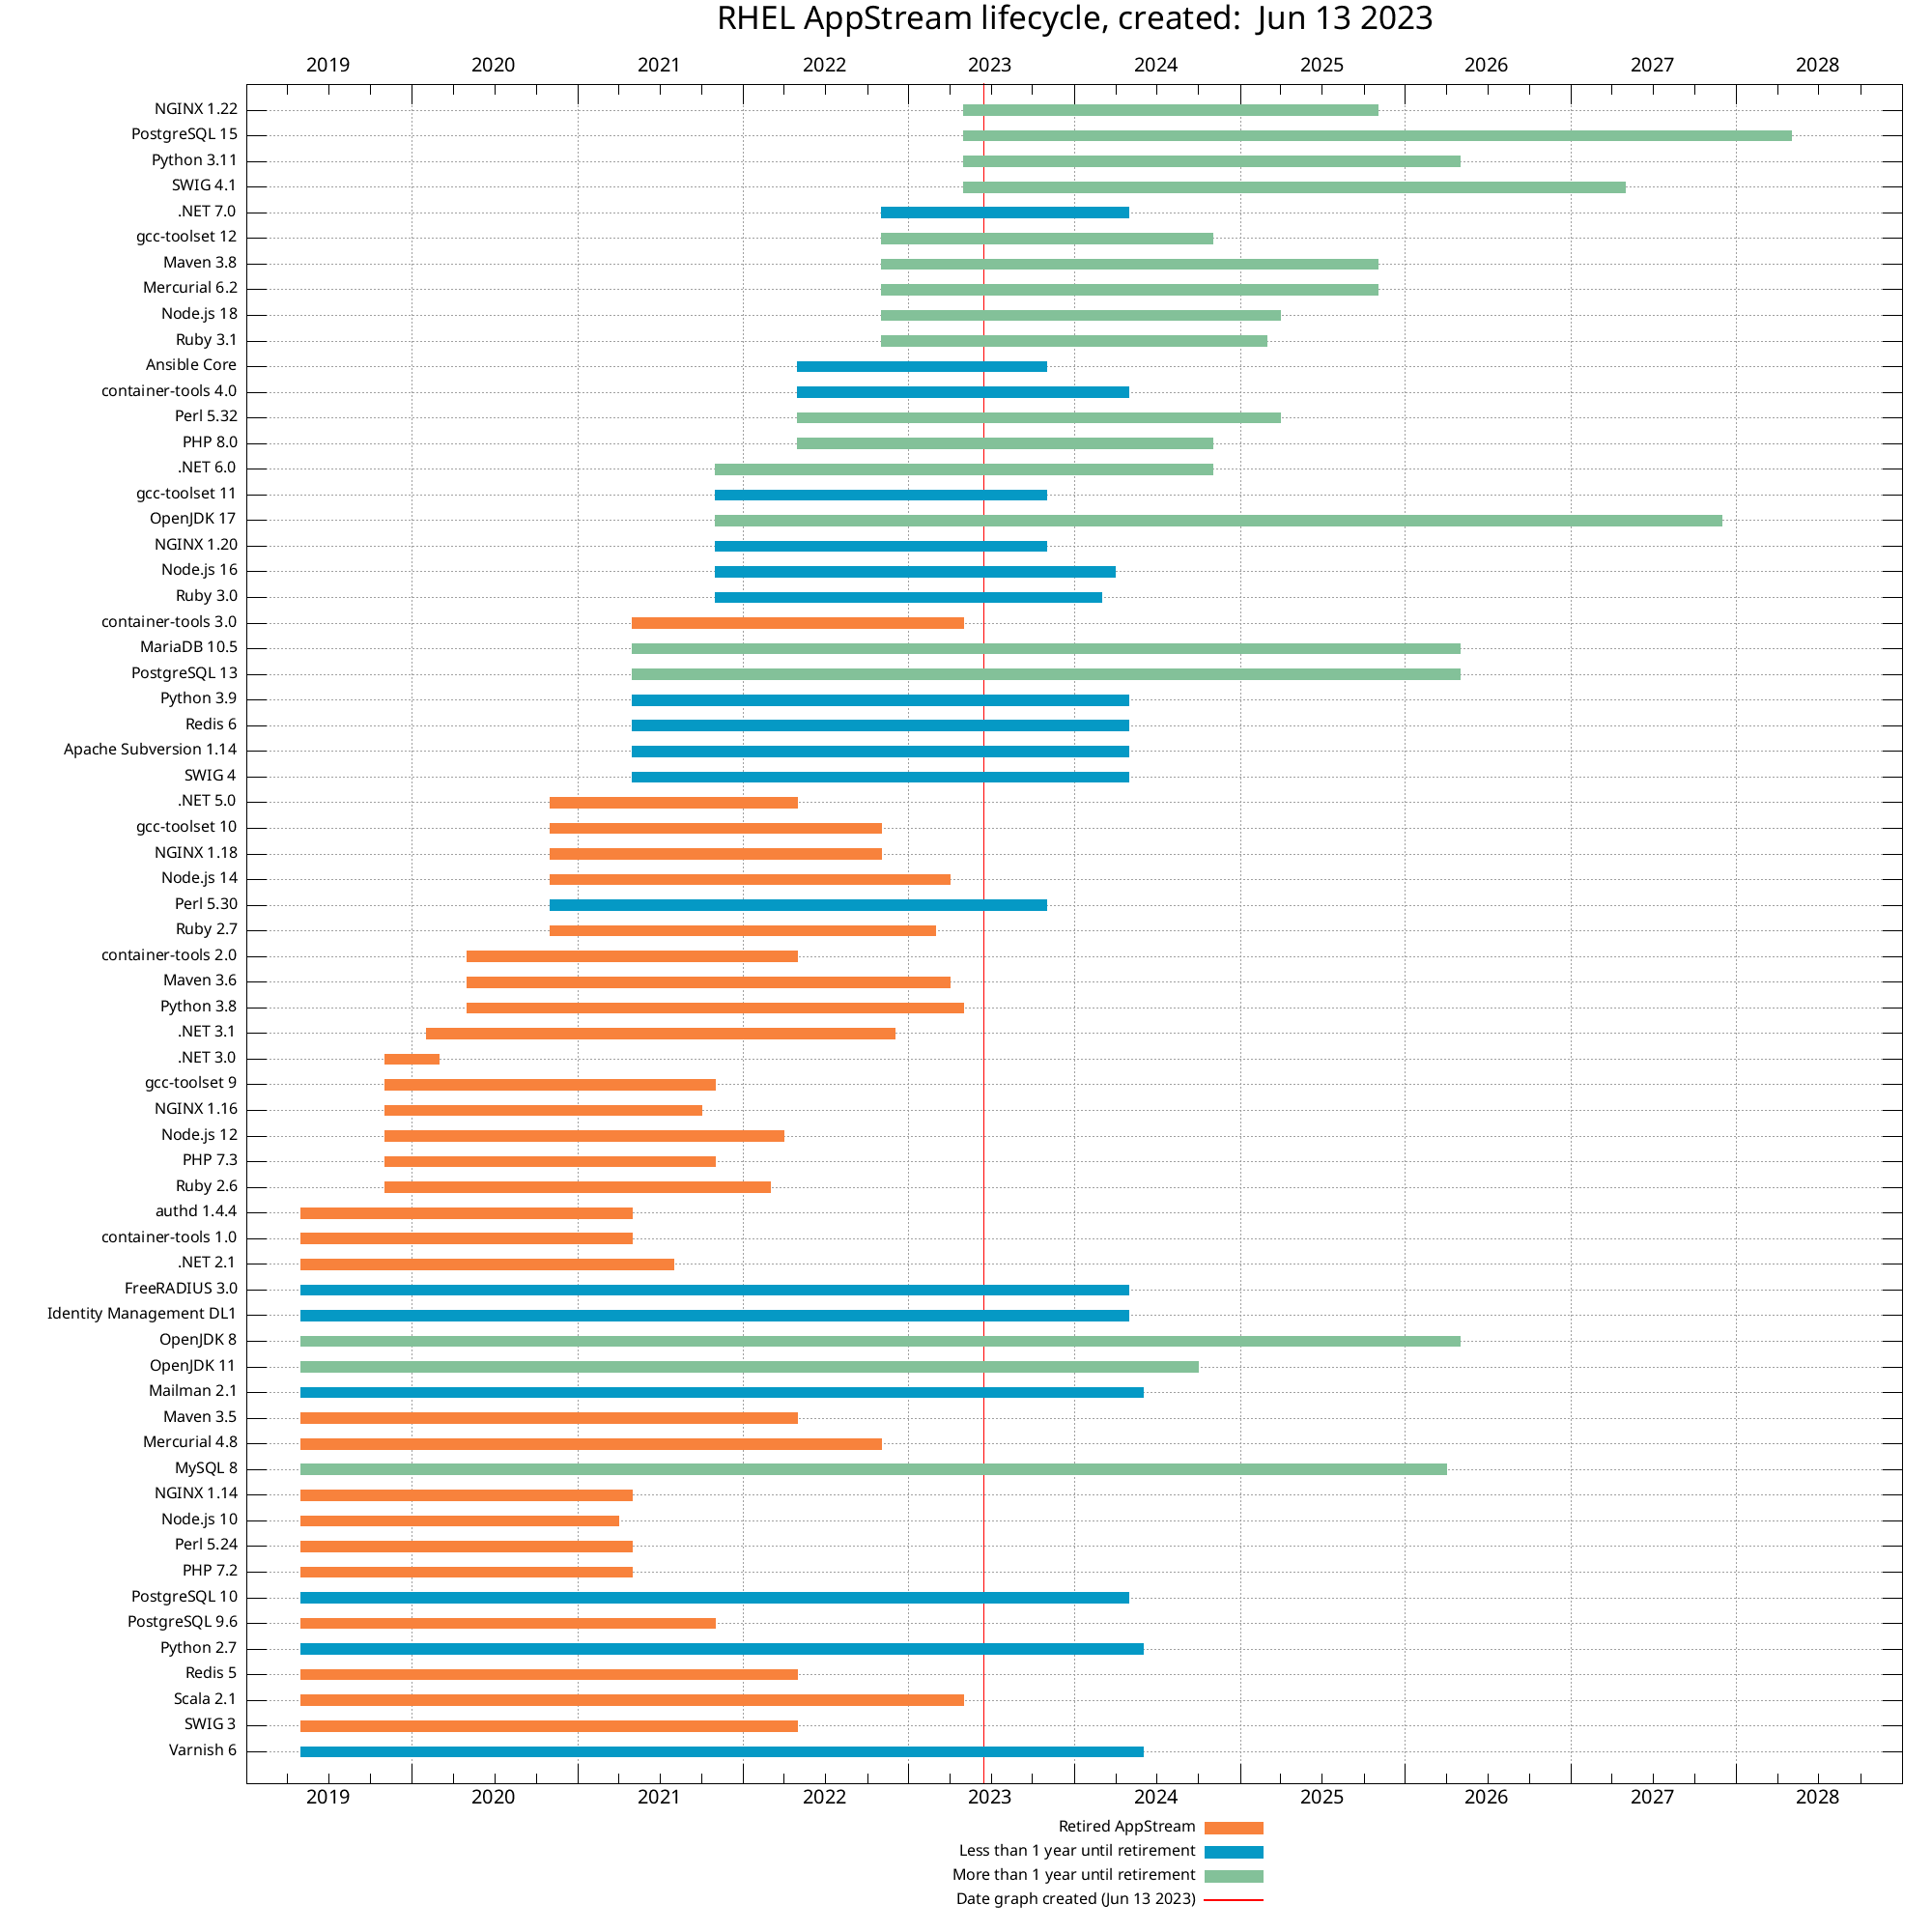 RHEL AppStream lifecycle, created:  Jun 13 2023
2019 2020 2021 2022 2023 2024 2025 2026 2027 2028
NGINX 1.22
PostgreSQL 15
Python 3.11
SWIG 4.1
.NET 7.0
gcc-toolset 12
Maven 3.8
Mercurial 6.2
Node.js 18
Ruby 3.1
Ansible Core
container-tools 4.0
Perl 5.32
PHP 8.0
.NET 6.0
gcc-toolset 11
OpenJDK 17
NGINX 1.20
Node.js 16
Ruby 3.0
container-tools 3.0
MariaDB 10.5
PostgreSQL 13
Python 3.9
Redis 6
Apache Subversion 1.14
SWIG 4
.NET 5.0
gcc-toolset 10
NGINX 1.18
Node.js 14
Perl 5.30
Ruby 2.7
container-tools 2.0
Maven 3.6
Python 3.8
.NET 3.1
.NET 3.0
gcc-toolset 9
NGINX 1.16
Node.js 12
PHP 7.3
Ruby 2.6
authd 1.4.4
container-tools 1.0
.NET 2.1
FreeRADIUS 3.0
Identity Management DL1
OpenJDK 8
OpenJDK 11
Mailman 2.1
Maven 3.5
Mercurial 4.8
MySQL 8
NGINX 1.14
Node.js 10
Perl 5.24
PHP 7.2
PostgreSQL 10
PostgreSQL 9.6
Python 2.7
Redis 5
Scala 2.1
SWIG 3
Varnish 6
2019 2020 2021 2022 2023 2024 2025 2026 2027 2028
Retired AppStream
Less than 1 year until retirement
More than 1 year until retirement
Date graph created (Jun 13 2023)